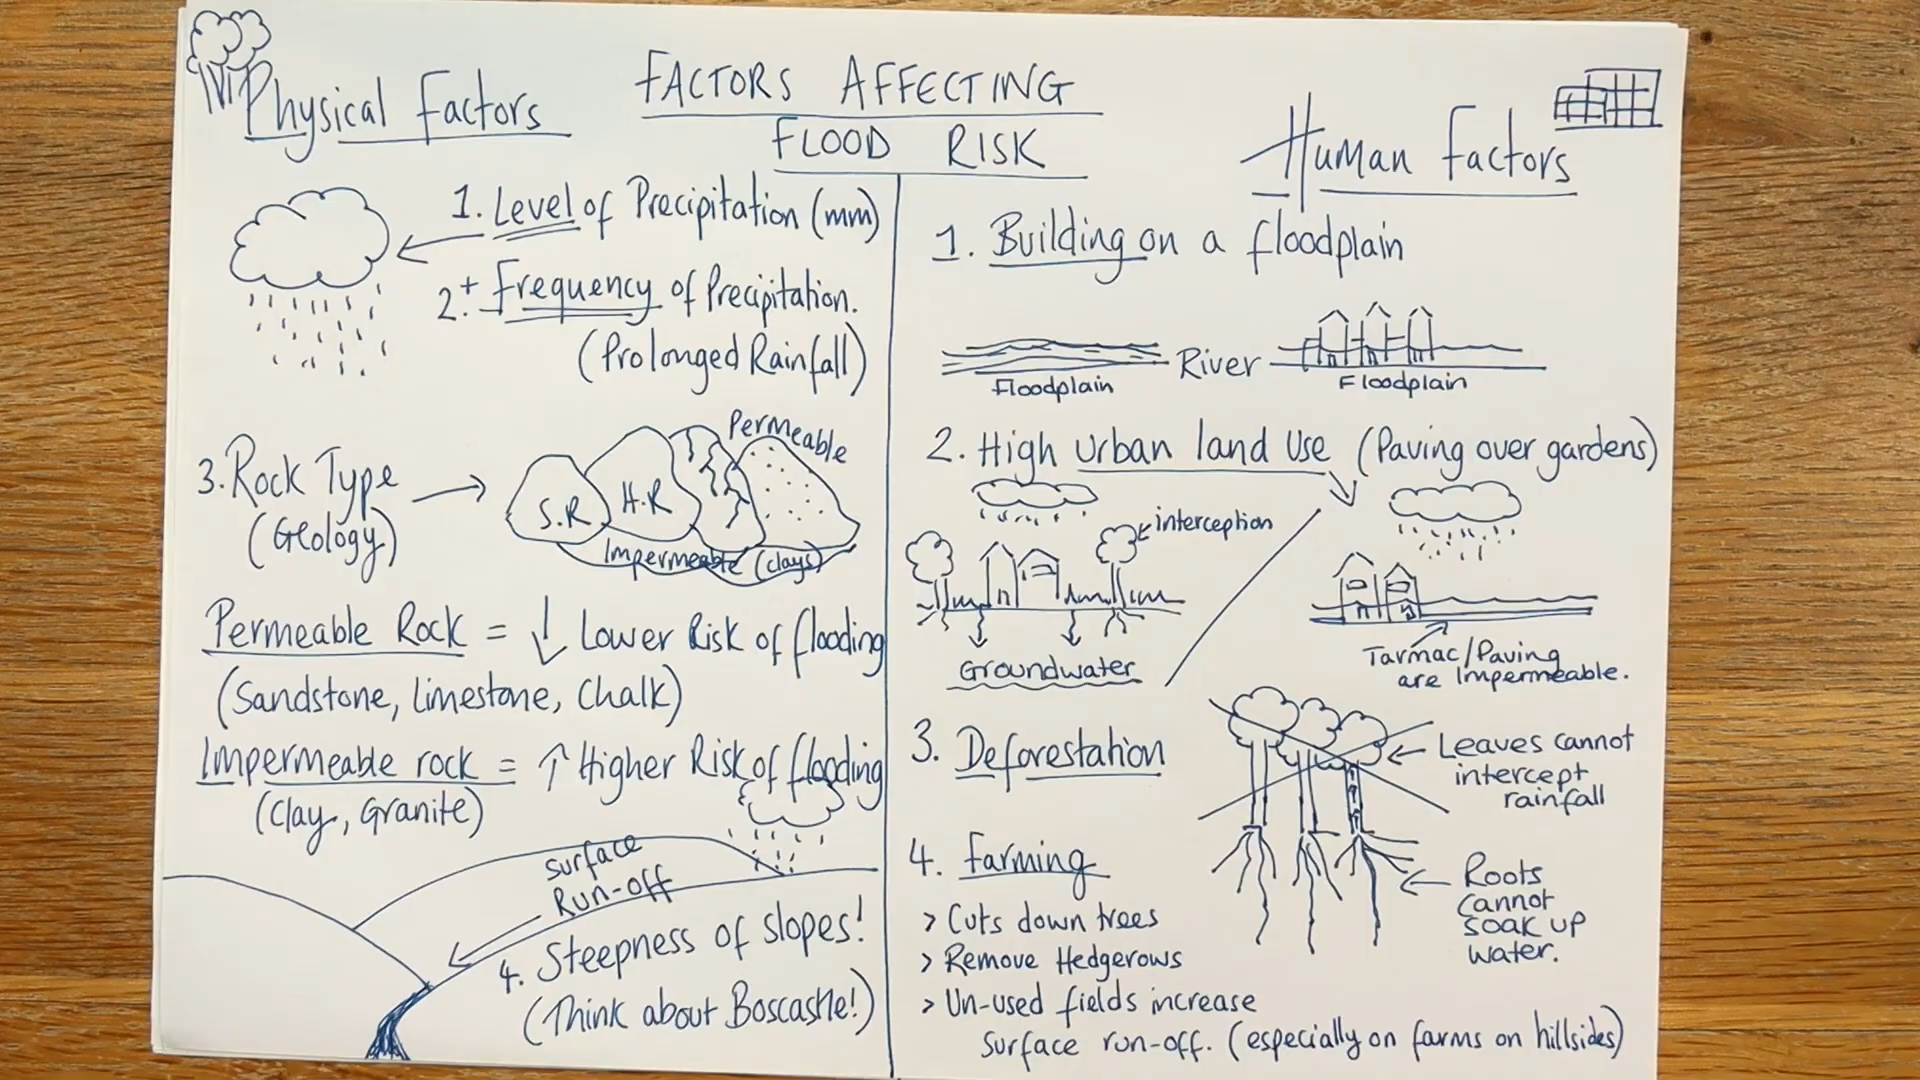 FACTORS AFFECTING
FLOOD RISK
Physical Factors
1. Level of Precipitation (mm)
2. + Frequency of Precipitation.
(Prolonged Rainfall)
3. Rock Type
(Geology)
S.R
H.R
Permeable
Impermeable (clays)
Permeable Rock = ↓ Lower Risk of flooding
(Sandstone, Limestone, Chalk)
Impermeable rock = ↑ Higher Risk of flooding
(Clay, Granite)
Surface
Run-off
4. Steepness of slopes!
(Think about Boscastle!)
Human Factors
1. Building on a floodplain
Floodplain
River
Floodplain
2. High Urban land Use (Paving over gardens)
interception
Groundwater
Tarmac/Paving
are Impermeable.
3. Deforestation
Leaves cannot
intercept
rainfall
Roots
cannot
soak up
water.
4. Farming
> Cuts down trees
> Remove Hedgerows
> Un-used fields increase
surface run-off. (especially on farms on hillsides)